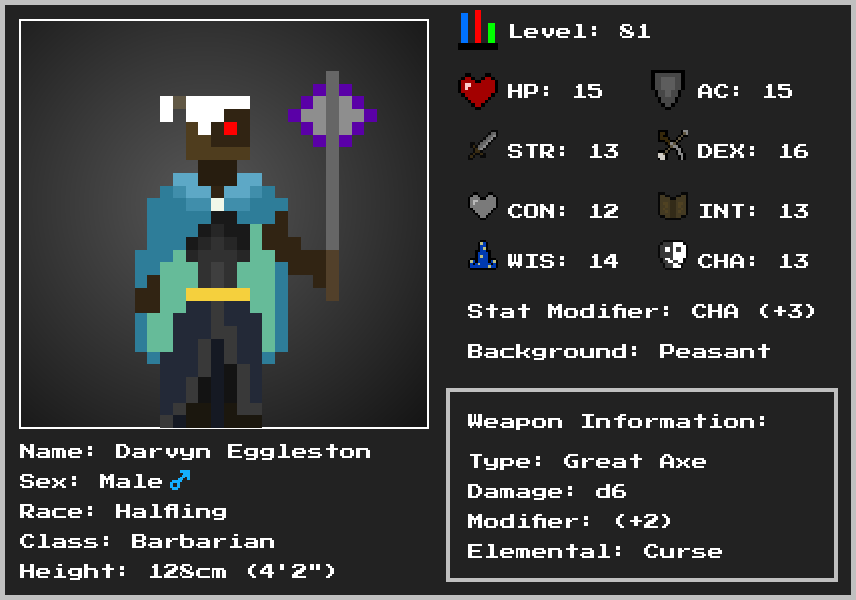 Level: 81
HP: 15
AC: 15
STR: 13
DEX: 16
CON: 12
INT: 13
WIS: 14
CHA: 13
Stat Modifier: CHA (+3)
Background: Peasant
Weapon Information:
Type: Great Axe
Damage: d6
Modifier: (+2)
Elemental: Curse
Name: Darvyn Eggleston
Sex: Male♂
Race: Halfling
Class: Barbarian
Height: 128cm (4'2")